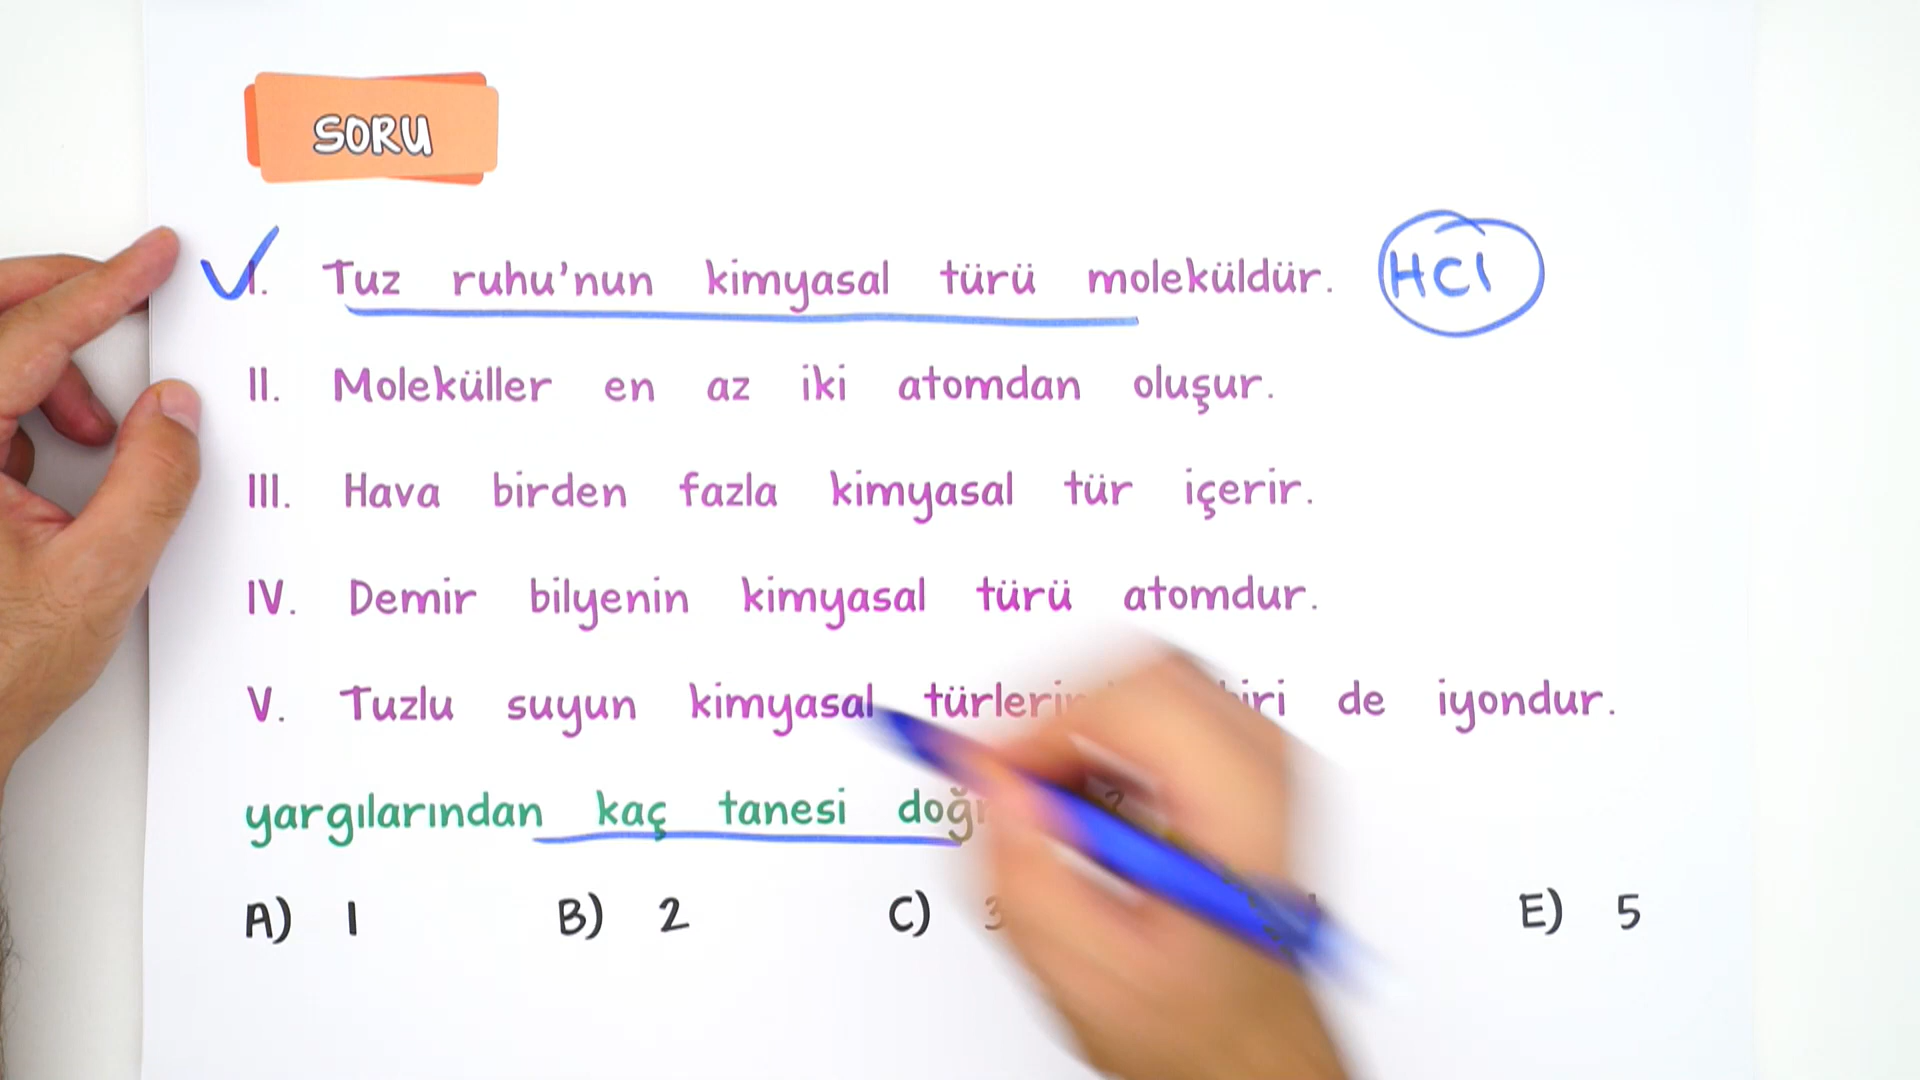 SORU
I. Tuz ruhu'nun kimyasal türü moleküldür. HCl
II. Moleküller en az iki atomdan oluşur.
III. Hava birden fazla kimyasal tür içerir.
IV. Demir bilyenin kimyasal türü atomdur.
V. Tuzlu suyun kimyasal de iyondur.
yargılarından kaç tanesi
A) 1 B) 2 C) 3 E) 5